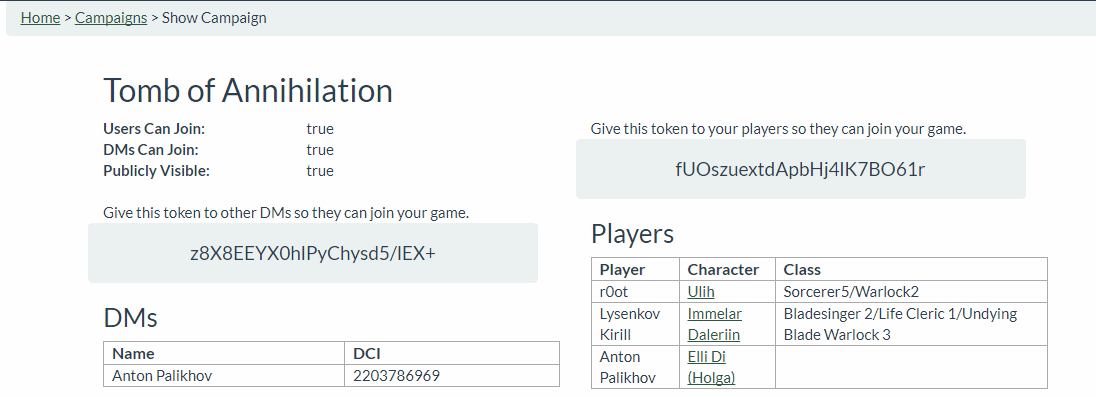 Home > Campaigns > Show Campaign
Tomb of Annihilation
Users Can Join: true
DMs Can Join: true
Publicly Visible: true
Give this token to other DMs so they can join your game.
z8X8EEYX0hIPyChysd5/IEX+
DMs
Name DCI
Anton Palikhov 2203786969
Give this token to your players so they can join your game.
fUOszuextdApbHj4IK7BO61r
Players
Player Character Class
r0ot Ulih Sorcerer5/Warlock2
Lysenkov Immelar Bladesinger 2/Life Cleric 1/Undying
Kirill Daleriin Blade Warlock 3
Anton Elli Di
Palikhov (Holga)